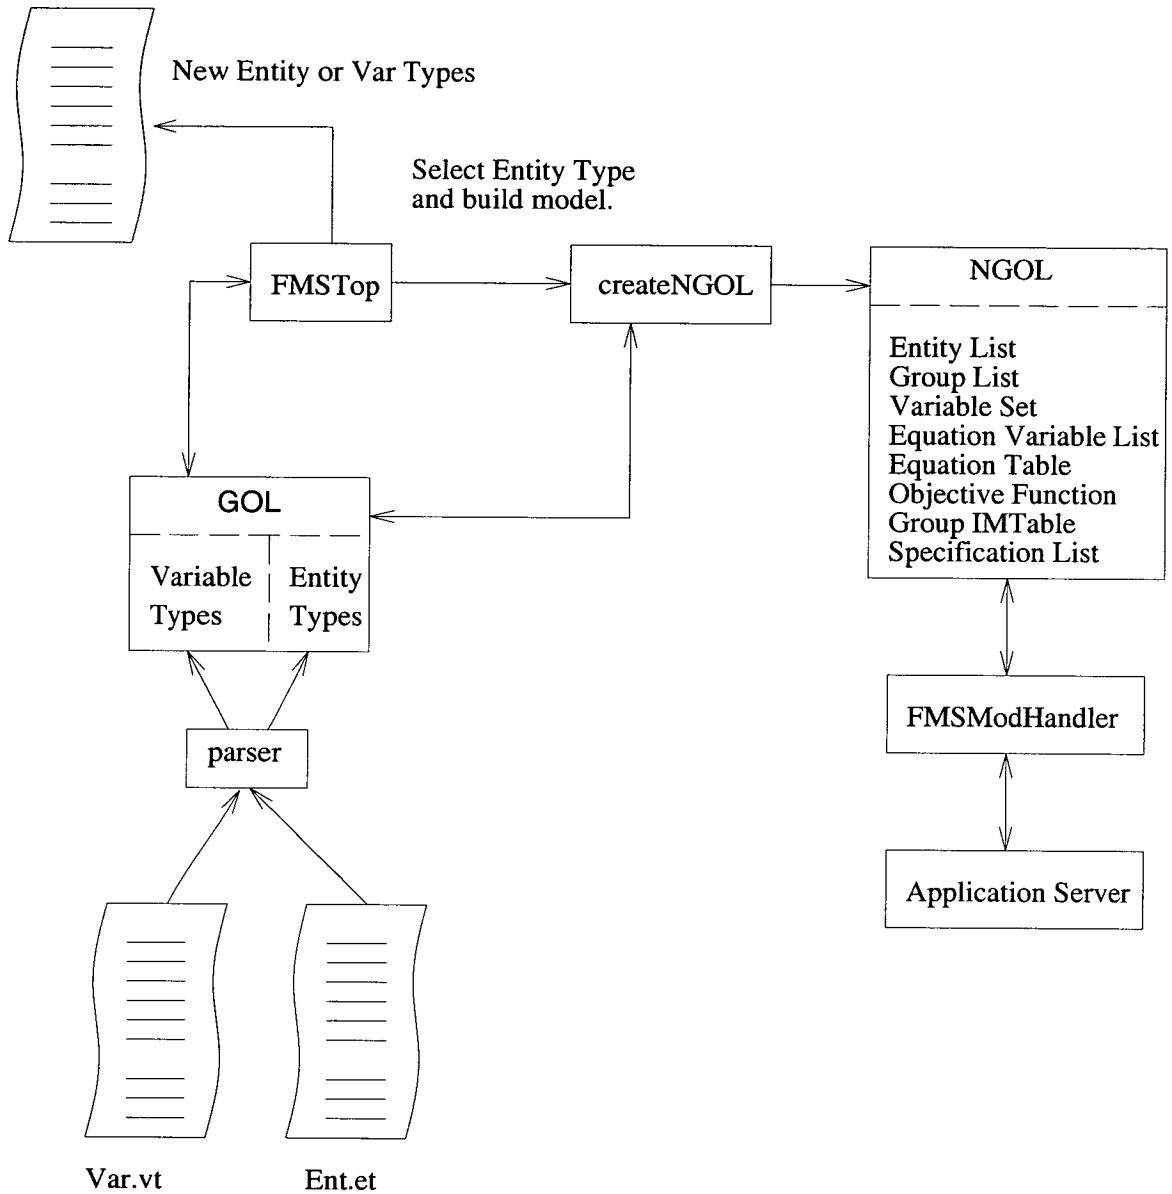 New Entity or Var Types
Select Entity Type
and build model.
FMSTop
createNGOL
NGOL
Entity List
Group List
Variable Set
Equation Variable List
Equation Table
Objective Function
Group IMTable
Specification List
GOL
Variable
Types
Entity
Types
parser
FMSModHandler
Application Server
Var.vt
Ent.et